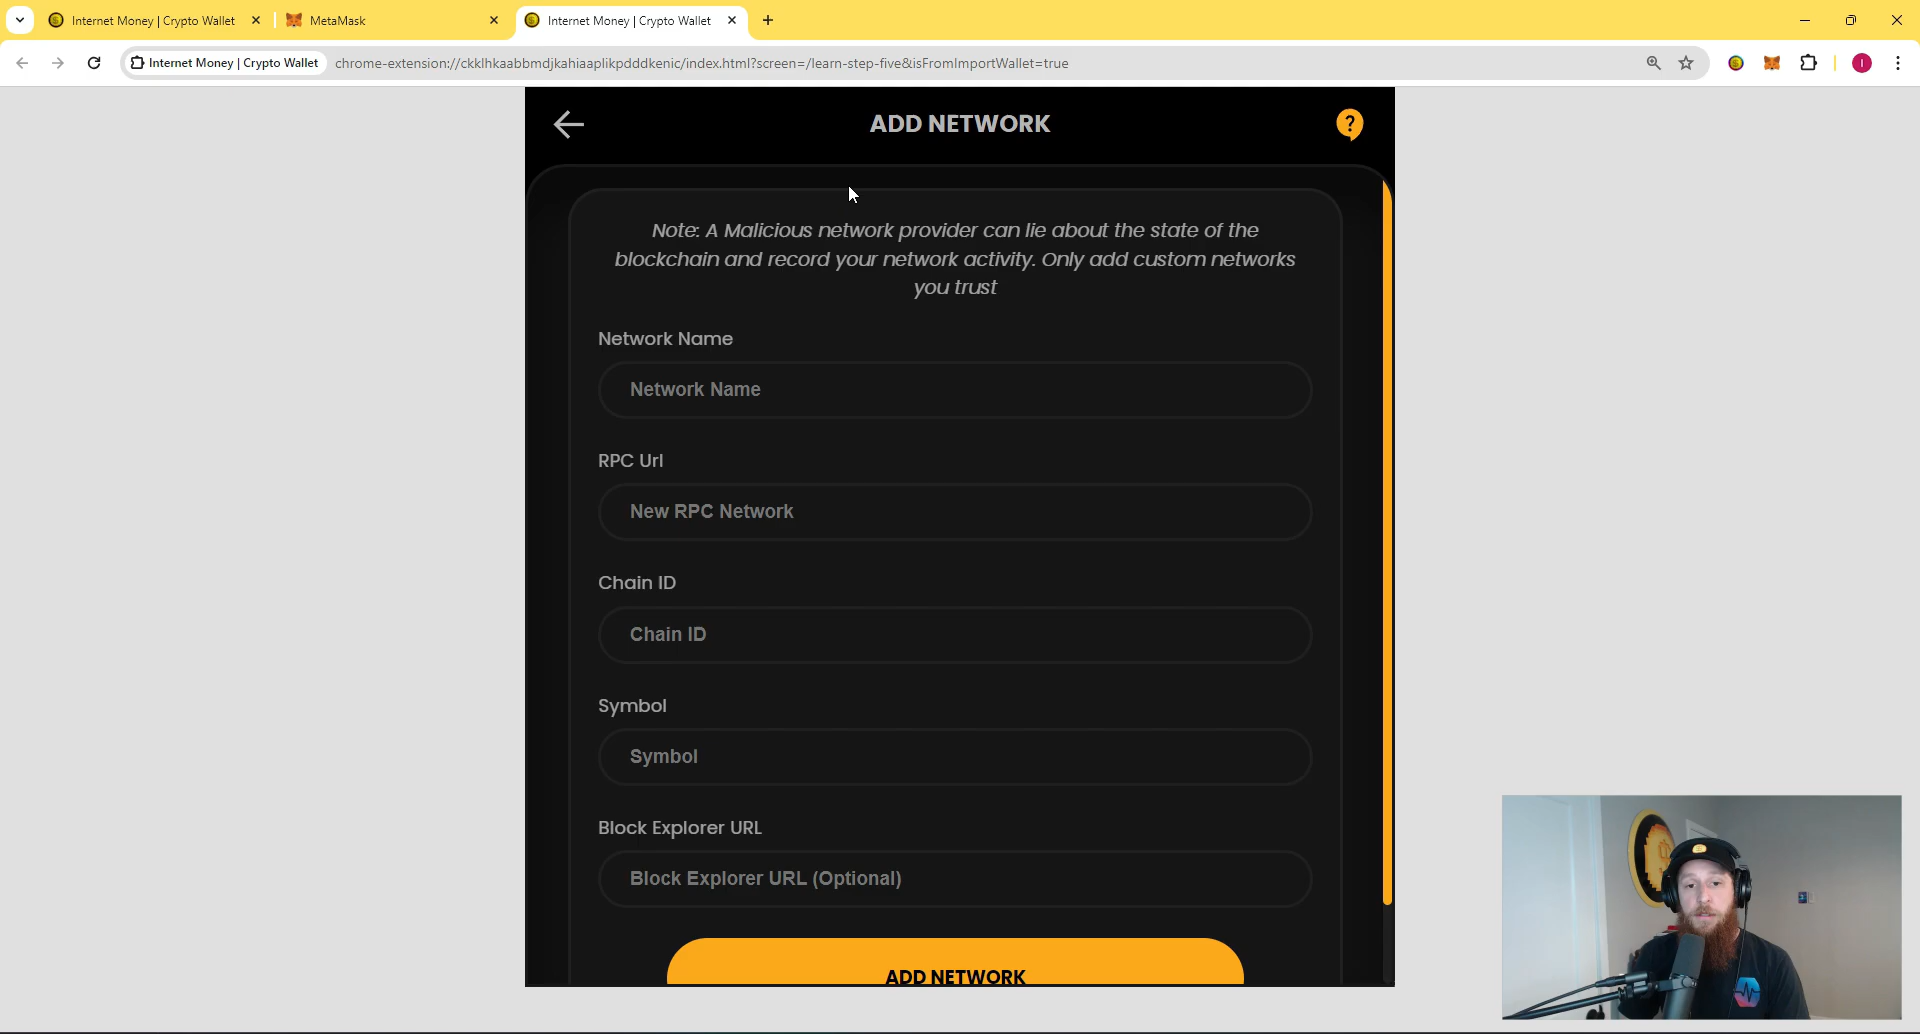 Internet Money | Crypto Wallet
MetaMask
Internet Money | Crypto Wallet
Internet Money | Crypto Wallet
chrome-extension://ckklhkaabbmdjkahiaaplikpdddkenic/index.html?screen=/learn-step-five&isFromImportWallet=true
I
ADD NETWORK
?
Note: A Malicious network provider can lie about the state of the
blockchain and record your network activity. Only add custom networks
you trust
Network Name
Network Name
RPC Url
New RPC Network
Chain ID
Chain ID
Symbol
Symbol
Block Explorer URL
Block Explorer URL (Optional)
ADD NETWORK